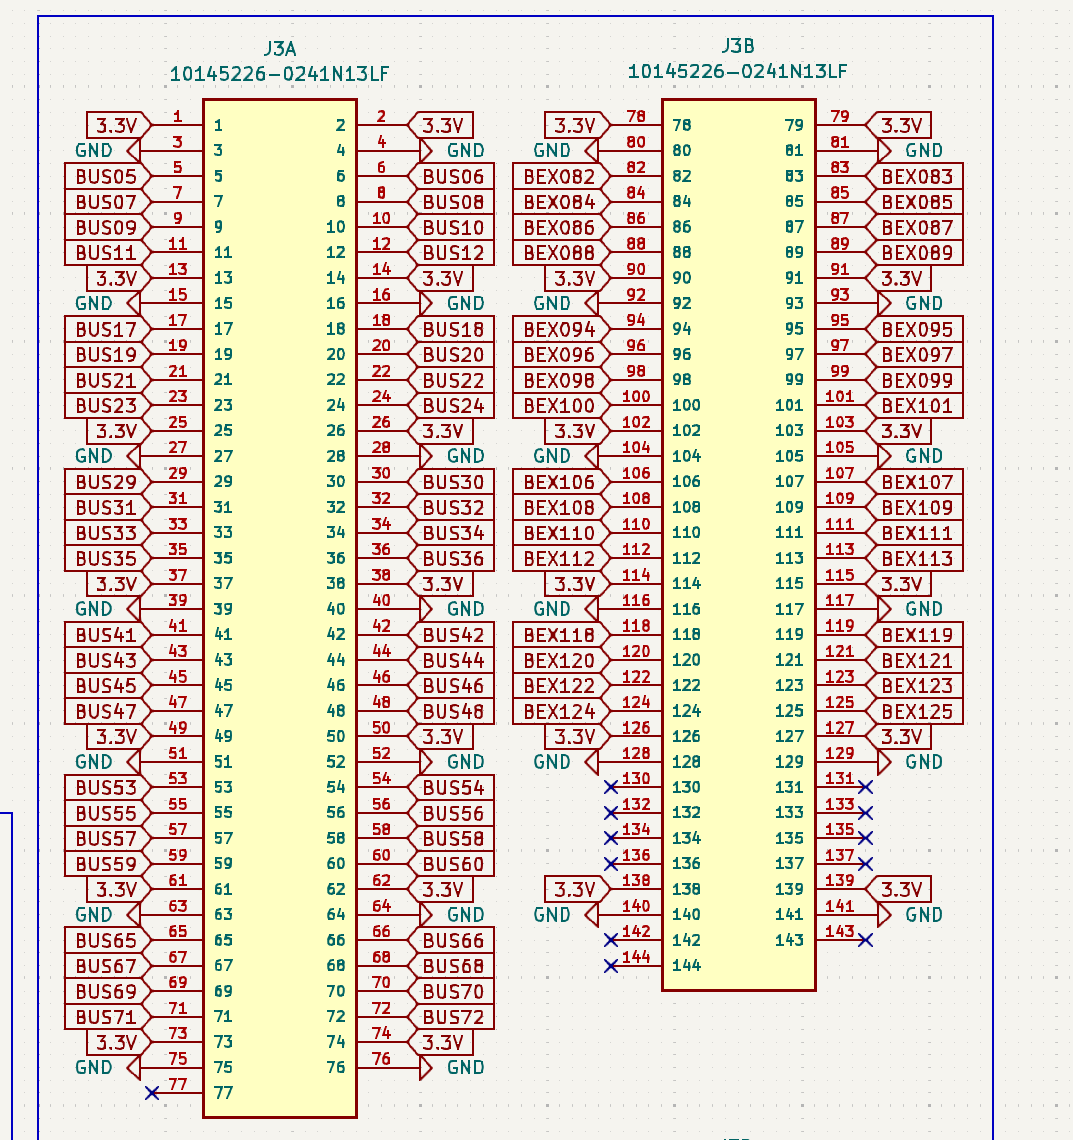 J3A
10145226-0241N13LF
3.3V 1 1 2 2 3.3V
GND 3 3 4 4 GND
BUS05 5 5 6 6 BUS06
BUS07 7 7 8 8 BUS08
BUS09 9 9 10 10 BUS10
BUS11 11 11 12 12 BUS12
3.3V 13 13 14 14 3.3V
GND 15 15 16 16 GND
BUS17 17 17 18 18 BUS18
BUS19 19 19 20 20 BUS20
BUS21 21 21 22 22 BUS22
BUS23 23 23 24 24 BUS24
3.3V 25 25 26 26 3.3V
GND 27 27 28 28 GND
BUS29 29 29 30 30 BUS30
BUS31 31 31 32 32 BUS32
BUS33 33 33 34 34 BUS34
BUS35 35 35 36 36 BUS36
3.3V 37 37 38 38 3.3V
GND 39 39 40 40 GND
BUS41 41 41 42 42 BUS42
BUS43 43 43 44 44 BUS44
BUS45 45 45 46 46 BUS46
BUS47 47 47 48 48 BUS48
3.3V 49 49 50 50 3.3V
GND 51 51 52 52 GND
BUS53 53 53 54 54 BUS54
BUS55 55 55 56 56 BUS56
BUS57 57 57 58 58 BUS58
BUS59 59 59 60 60 BUS60
3.3V 61 61 62 62 3.3V
GND 63 63 64 64 GND
BUS65 65 65 66 66 BUS66
BUS67 67 67 68 68 BUS68
BUS69 69 69 70 70 BUS70
BUS71 71 71 72 72 BUS72
3.3V 73 73 74 74 3.3V
GND 75 75 76 76 GND
77 77
J3B
10145226-0241N13LF
3.3V 78 78 79 79 3.3V
GND 80 80 81 81 GND
BEX082 82 82 83 83 BEX083
BEX084 84 84 85 85 BEX085
BEX086 86 86 87 87 BEX087
BEX088 88 88 89 89 BEX089
3.3V 90 90 91 91 3.3V
GND 92 92 93 93 GND
BEX094 94 94 95 95 BEX095
BEX096 96 96 97 97 BEX097
BEX098 98 98 99 99 BEX099
BEX100 100 100 101 101 BEX101
3.3V 102 102 103 103 3.3V
GND 104 104 105 105 GND
BEX106 106 106 107 107 BEX107
BEX108 108 108 109 109 BEX109
BEX110 110 110 111 111 BEX111
BEX112 112 112 113 113 BEX113
3.3V 114 114 115 115 3.3V
GND 116 116 117 117 GND
BEX118 118 118 119 119 BEX119
BEX120 120 120 121 121 BEX121
BEX122 122 122 123 123 BEX123
BEX124 124 124 125 125 BEX125
3.3V 126 126 127 127 3.3V
GND 128 128 129 129 GND
130 130 131 131
132 132 133 133
134 134 135 135
136 136 137 137
3.3V 138 138 139 139 3.3V
GND 140 140 141 141 GND
142 142 143 143
144 144